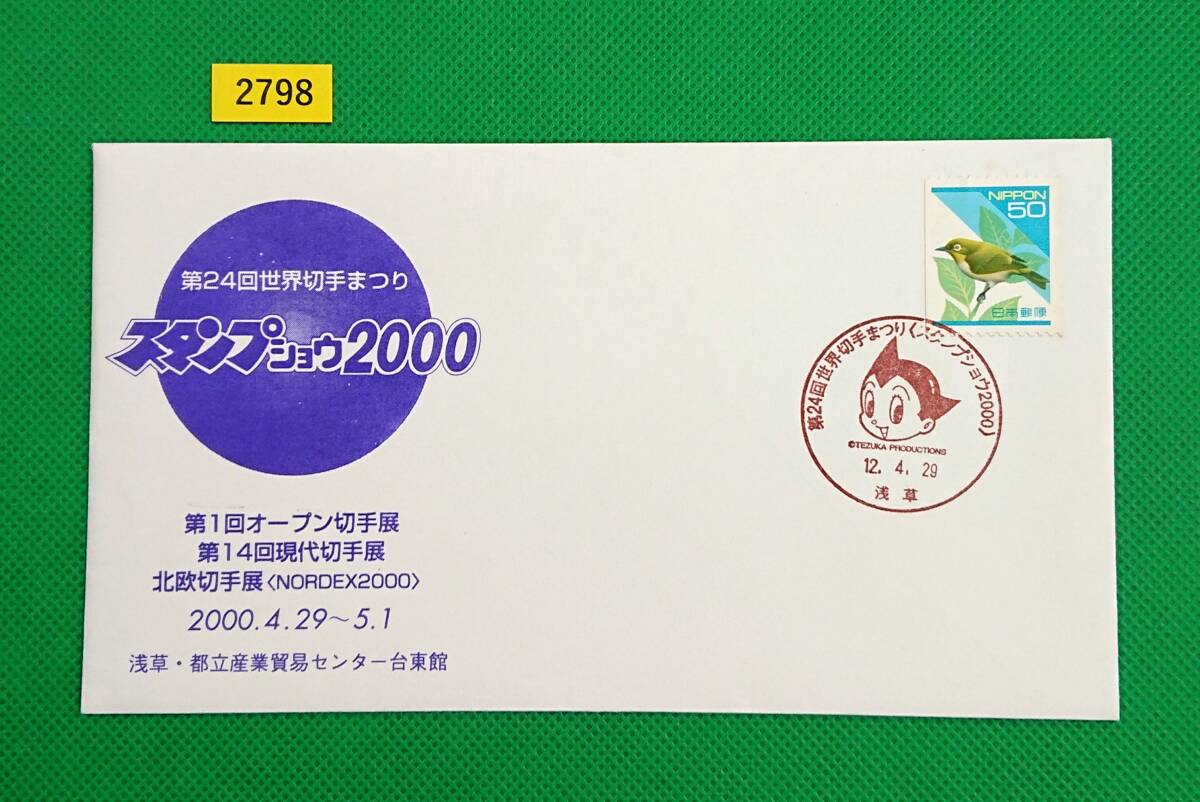 2798
第24回世界切手まつり
スタンプショウ2000
第1回オープン切手展
第14回現代切手展
北欧切手展〈NORDEX2000〉
2000.4.29～5.1
浅草・都立産業貿易センター台東館
NIPPON
50
日本郵便
第24回世界切手まつり〈スタンプショウ2000〉
©TEZUKA PRODUCTIONS
12. 4. 29
浅草